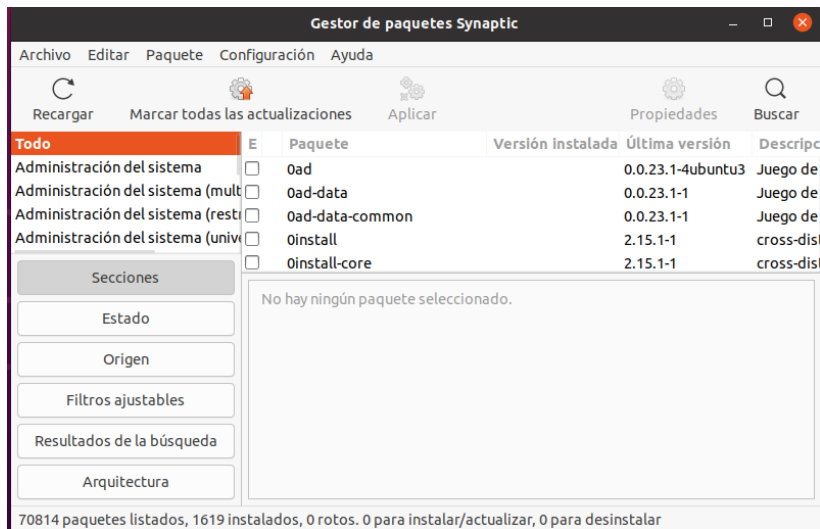 Gestor de paquetes Synaptic
Archivo Editar Paquete Configuración Ayuda
Recargar Marcar todas las actualizaciones Aplicar Propiedades Buscar
Todo
Administración del sistema
Administración del sistema (mult
Administración del sistema (restr
Administración del sistema (unive
E Paquete Versión instalada Última versión Descripc
0ad 0.0.23.1-4ubuntu3 Juego de
0ad-data 0.0.23.1-1 Juego de
0ad-data-common 0.0.23.1-1 Juego de
0install 2.15.1-1 cross-dist
0install-core 2.15.1-1 cross-dist
Secciones
Estado
Origen
Filtros ajustables
Resultados de la búsqueda
Arquitectura
No hay ningún paquete seleccionado.
70814 paquetes listados, 1619 instalados, 0 rotos. 0 para instalar/actualizar, 0 para desinstalar